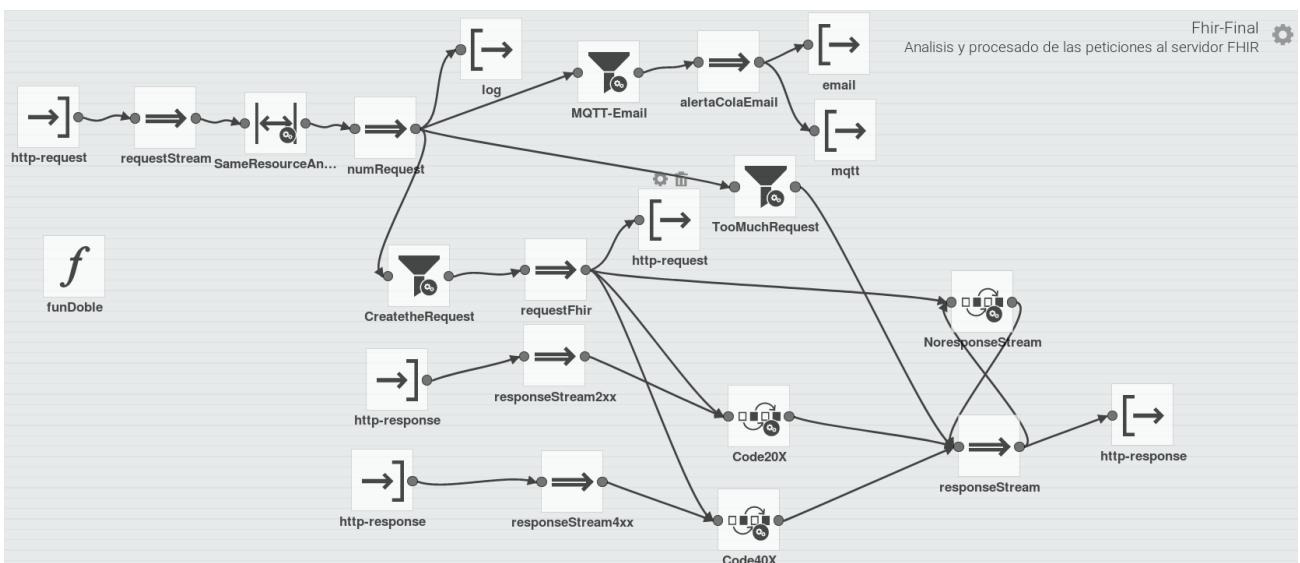 Fhir-Final
Analisis y procesado de las peticiones al servidor FHIR
log
MQTT-Email
alertaColaEmail
email
http-request
requestStream
SameResourceAn...
numRequest
mqtt
TooMuchRequest
http-request
funDoble
CreatetheRequest
requestFhir
NoresponseStream
http-response
responseStream2xx
Code20X
http-response
responseStream
http-response
responseStream4xx
Code40X